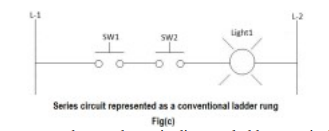 L-1
L-2
SW1 SW2 Light1
Series circuit represented as a conventional ladder rung
Fig(c)